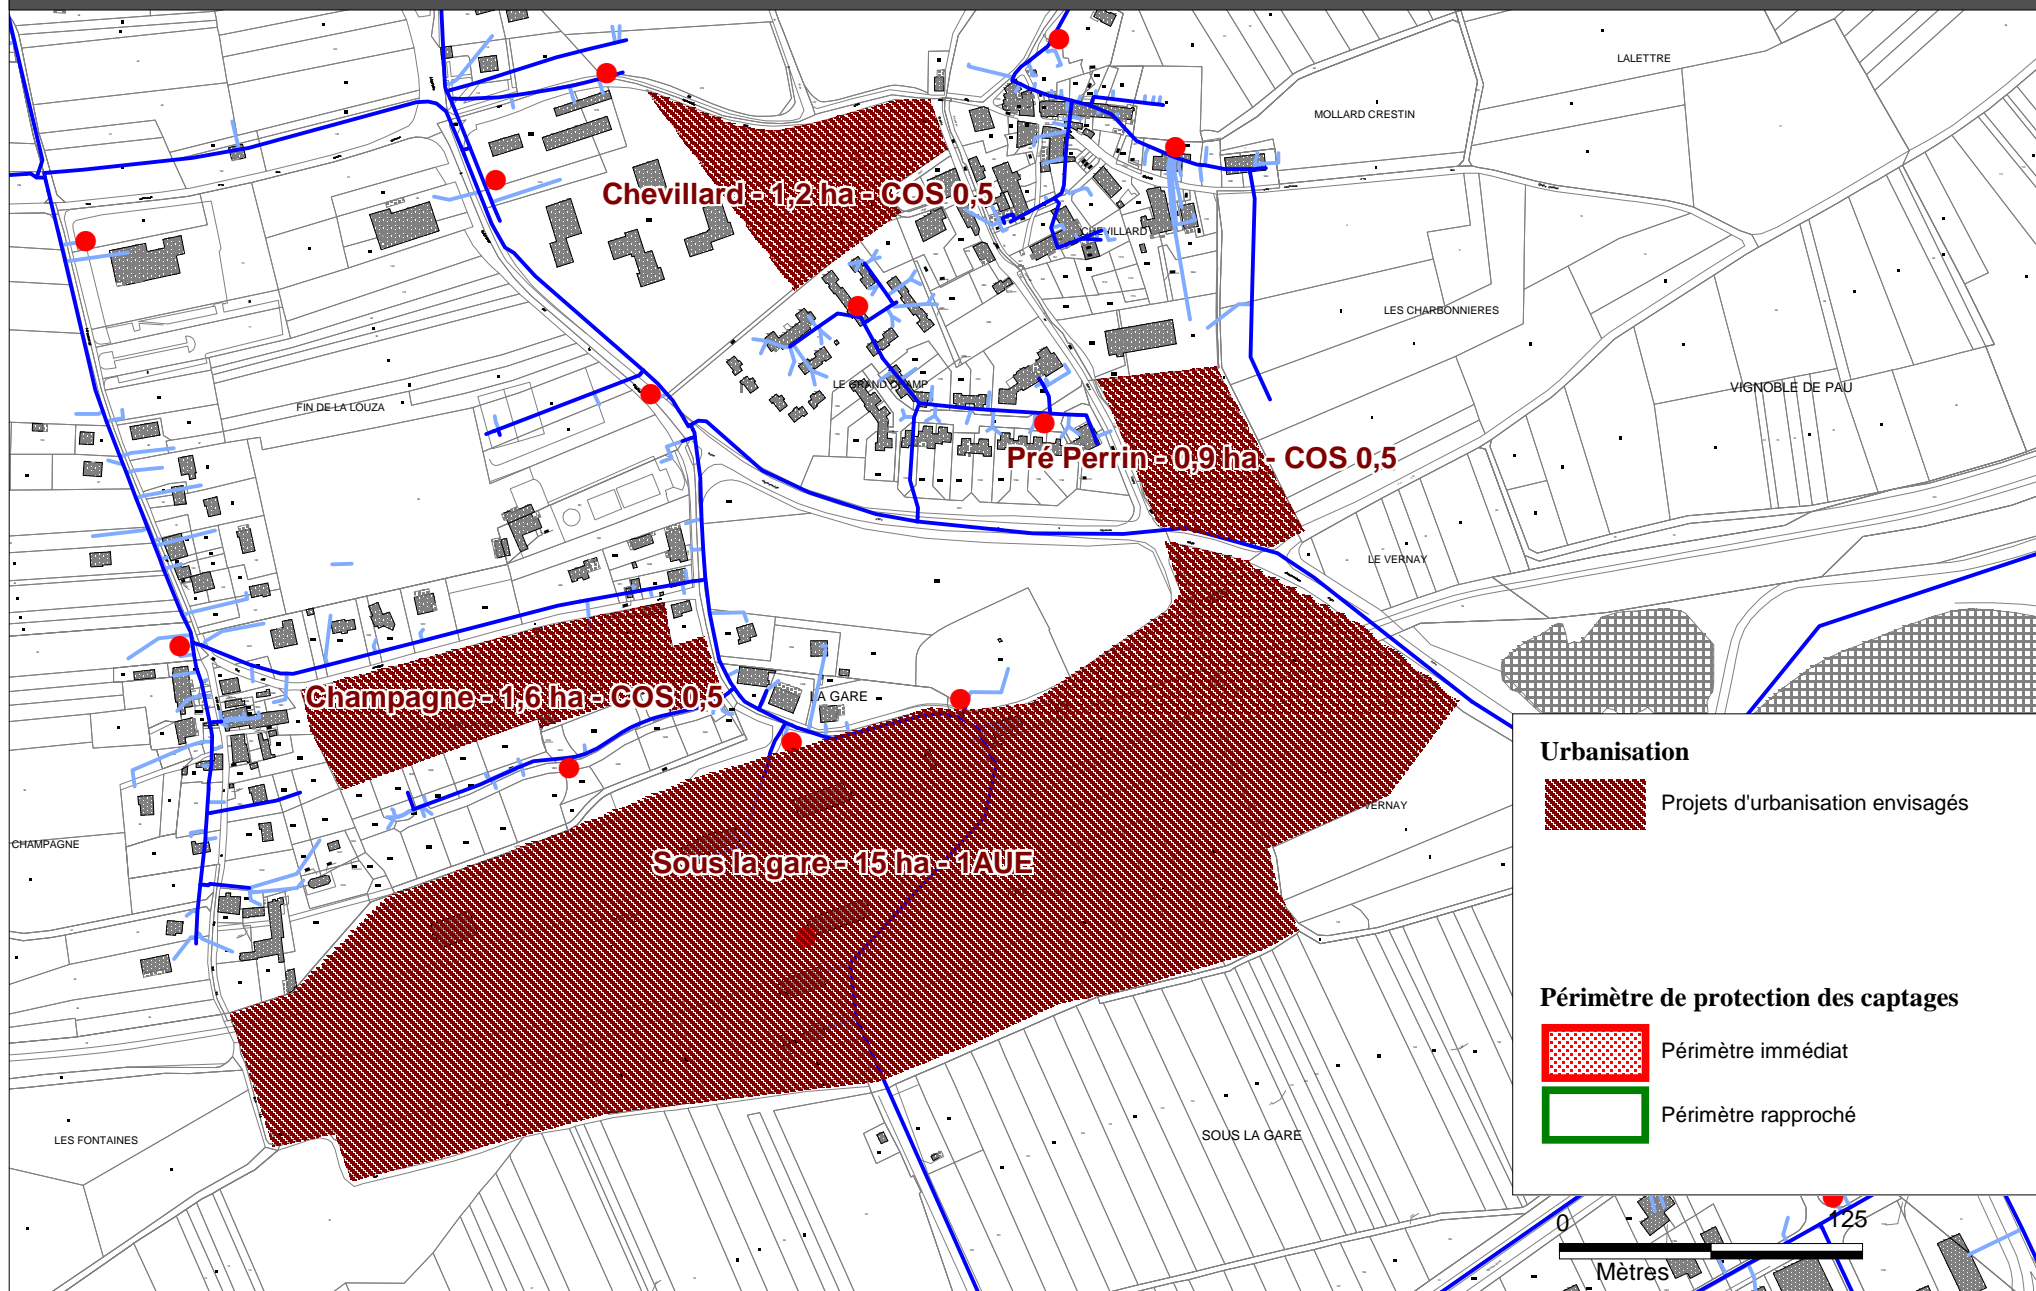 LALETTRE
MOLLARD CRESTIN
Chevillard - 1,2 ha - COS 0,5
CHEVILLARD
LES CHARBONNIERES
LE GRAND CHAMP
VIGNOBLE DE PAU
FIN DE LA LOUZA
Pré Perrin - 0,9 ha - COS 0,5
LE VERNAY
Champagne - 1,6 ha - COS 0,5
LA GARE
Urbanisation
Projets d'urbanisation envisagés
VERNAY
CHAMPAGNE
Sous la gare - 15 ha - 1AUE
Périmètre de protection des captages
Périmètre immédiat
Périmètre rapproché
LES FONTAINES
SOUS LA GARE
0
125
Mètres